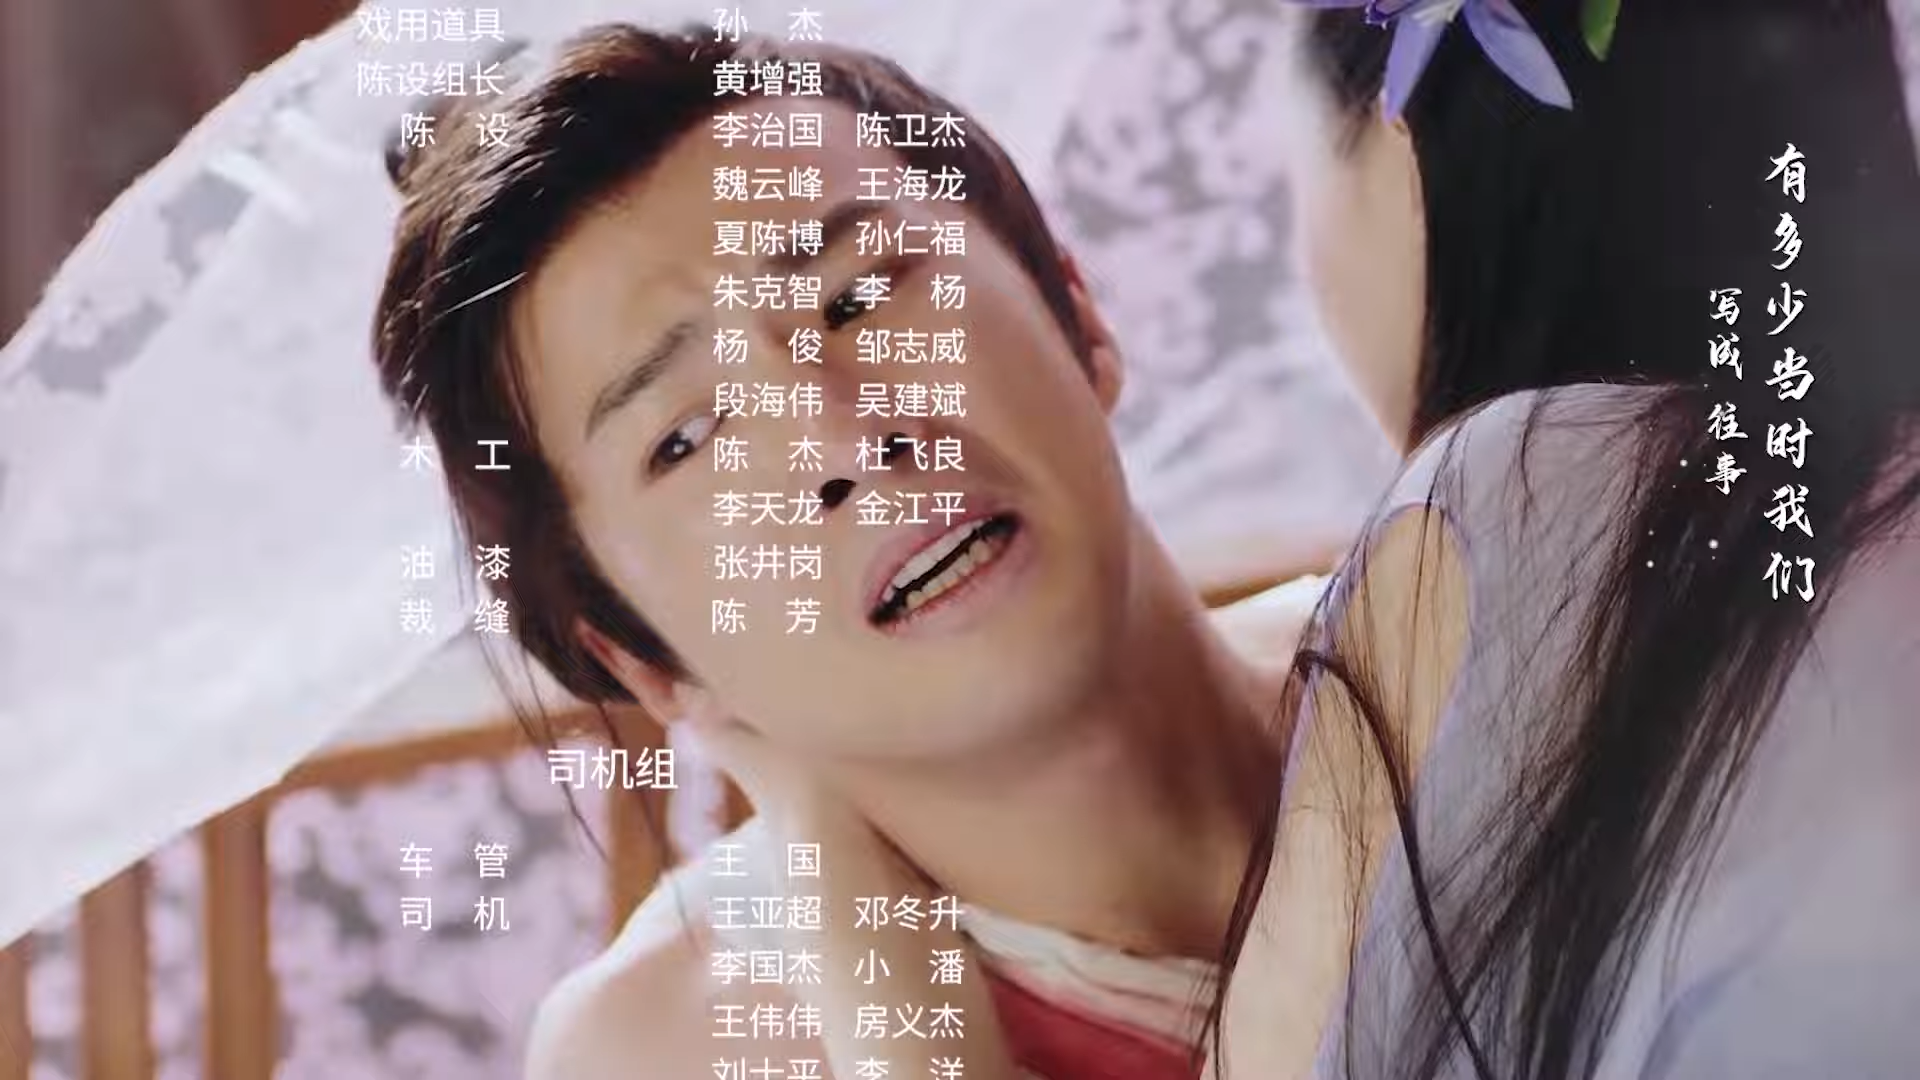 戏用道具 孙 杰
陈设组长 黄增强
陈 设 李治国 陈卫杰
魏云峰 王海龙
夏陈博 孙仁福
朱克智 李 杨
杨 俊 邹志威
段海伟 吴建斌
木 工 陈 杰 杜飞良
李天龙 金江平
油 漆 张井岗
裁 缝 陈 芳
司机组
车 管 王 国
司 机 王亚超 邓冬升
李国杰 小 潘
王伟伟 房义杰
刘士平 李 洋
有多少当时我们
写成往事